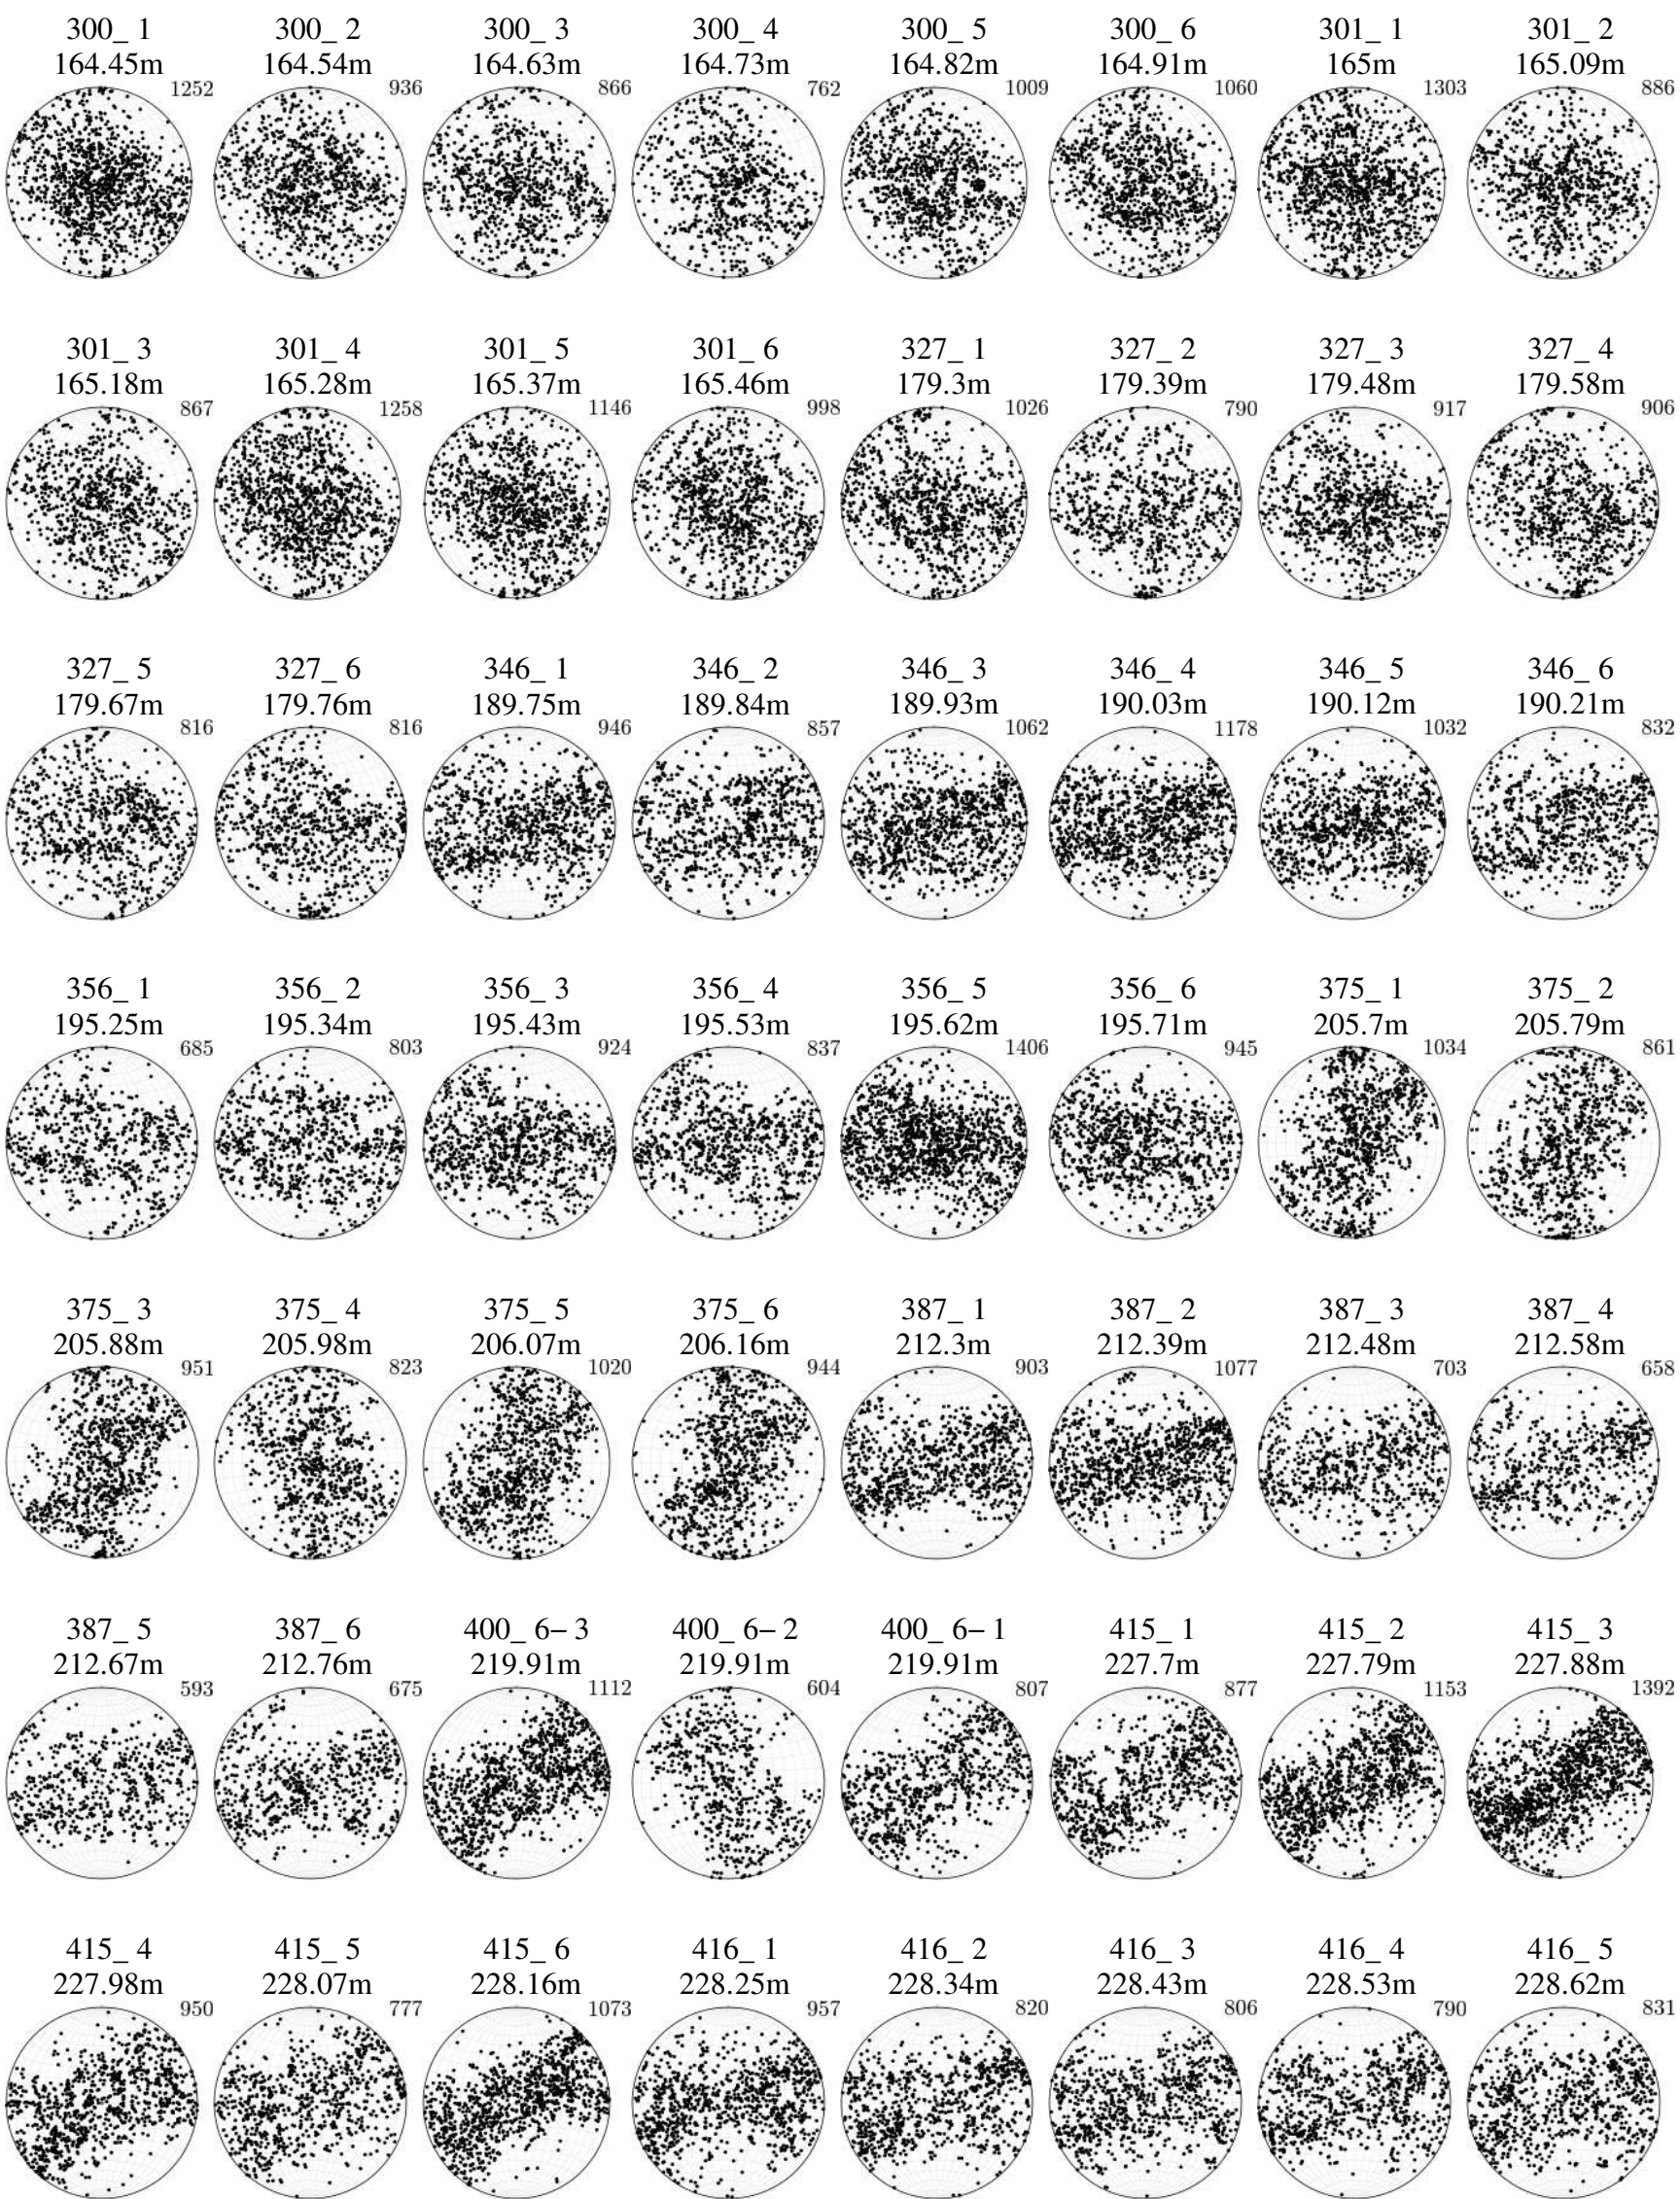 300_ 1 300_ 2 300_ 3 300_ 4 300_ 5 300_ 6 301_ 1 301_ 2
164.45m 164.54m 164.63m 164.73m 164.82m 164.91m 165m 165.09m
1252 936 866 762 1009 1060 1303 886
301_ 3 301_ 4 301_ 5 301_ 6 327_ 1 327_ 2 327_ 3 327_ 4
165.18m 165.28m 165.37m 165.46m 179.3m 179.39m 179.48m 179.58m
867 1258 1146 998 1026 790 917 906
327_ 5 327_ 6 346_ 1 346_ 2 346_ 3 346_ 4 346_ 5 346_ 6
179.67m 179.76m 189.75m 189.84m 189.93m 190.03m 190.12m 190.21m
816 816 946 857 1062 1178 1032 832
356_ 1 356_ 2 356_ 3 356_ 4 356_ 5 356_ 6 375_ 1 375_ 2
195.25m 195.34m 195.43m 195.53m 195.62m 195.71m 205.7m 205.79m
685 803 924 837 1406 945 1034 861
375_ 3 375_ 4 375_ 5 375_ 6 387_ 1 387_ 2 387_ 3 387_ 4
205.88m 205.98m 206.07m 206.16m 212.3m 212.39m 212.48m 212.58m
951 823 1020 944 903 1077 703 658
387_ 5 387_ 6 400_ 6–3 400_ 6–2 400_ 6–1 415_ 1 415_ 2 415_ 3
212.67m 212.76m 219.91m 219.91m 219.91m 227.7m 227.79m 227.88m
593 675 1112 604 807 877 1153 1392
415_ 4 415_ 5 415_ 6 416_ 1 416_ 2 416_ 3 416_ 4 416_ 5
227.98m 228.07m 228.16m 228.25m 228.34m 228.43m 228.53m 228.62m
950 777 1073 957 820 806 790 831